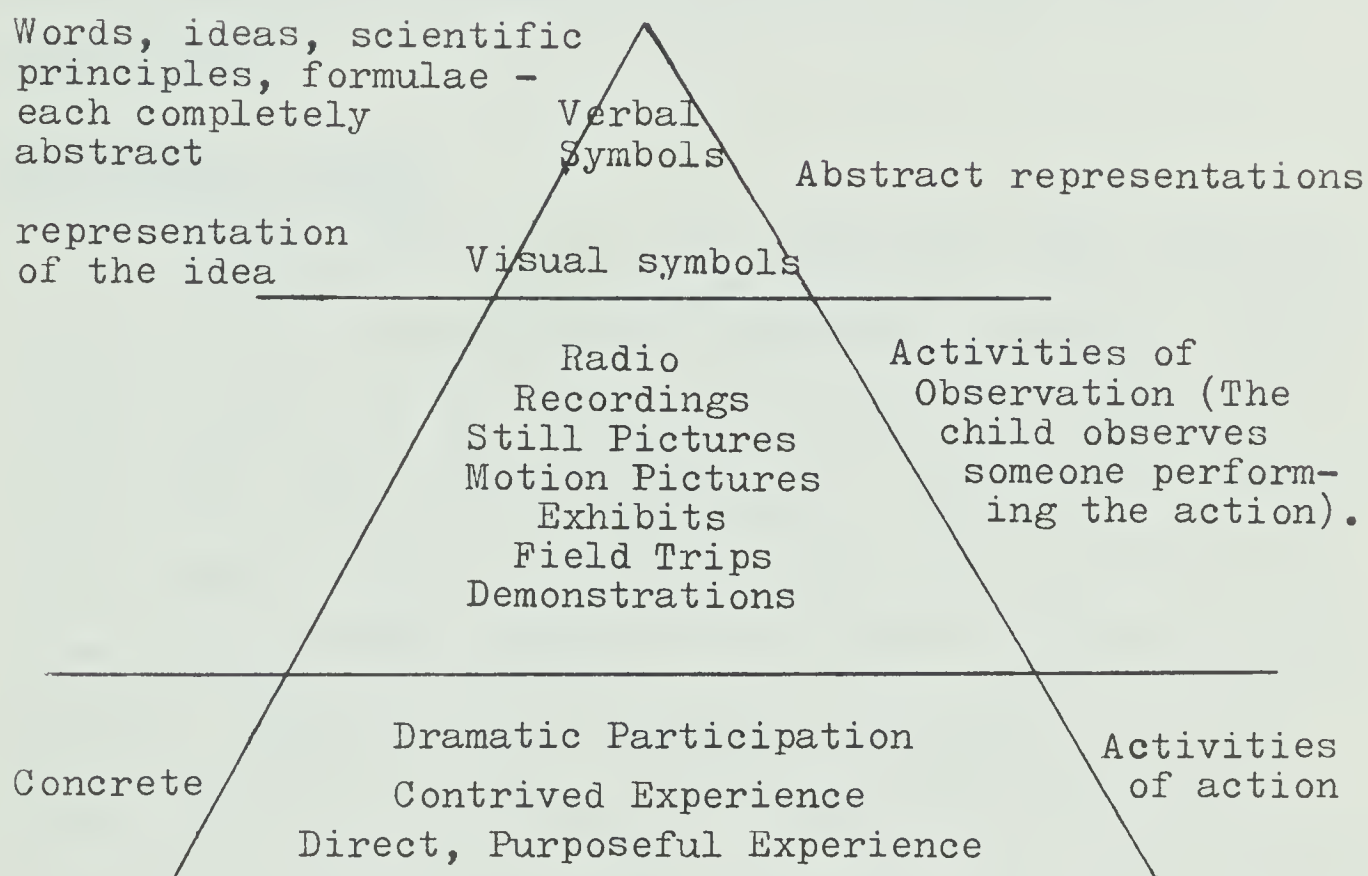 Words, ideas, scientific
principles, formulae -
each completely
abstract
representation
of the idea
Verbal
Symbols
Visual symbols
Abstract representations
Radio
Recordings
Still Pictures
Motion Pictures
Exhibits
Field Trips
Demonstrations
Activities of
Observation (The
child observes
someone perform-
ing the action).
Concrete
Dramatic Participation
Contrived Experience
Direct, Purposeful Experience
Activities
of action